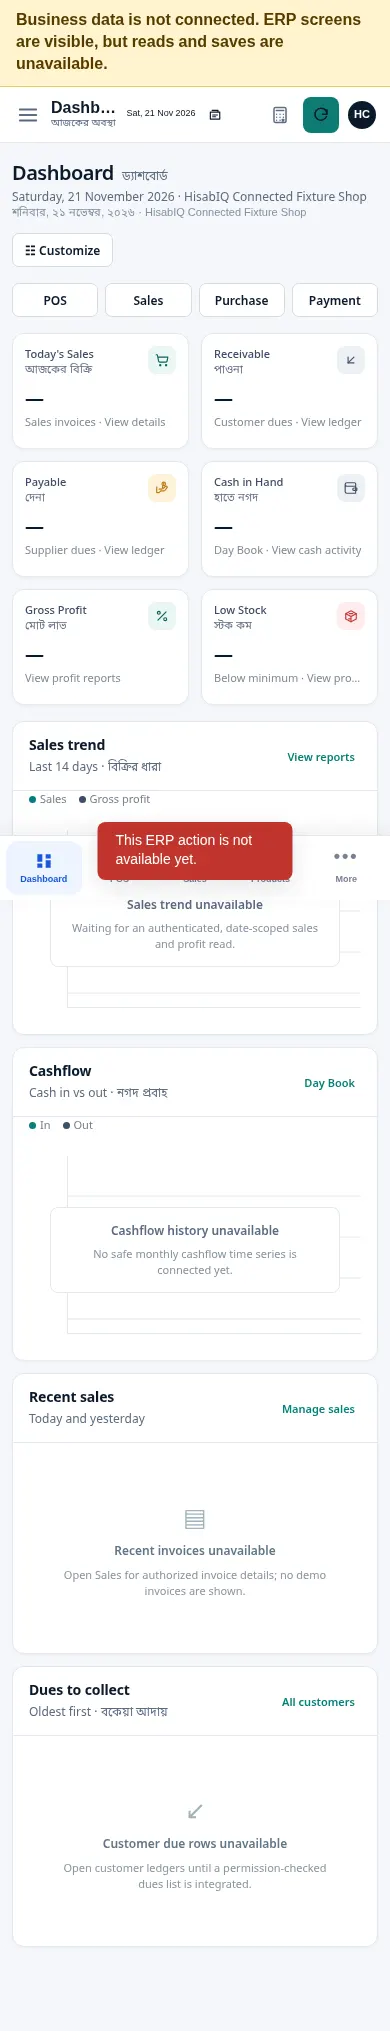 Business data is not connected. ERP screens
are visible, but reads and saves are
unavailable.
Dashb...
আজকের অবস্থা
Sat, 21 Nov 2026
HC
Dashboard ড্যাশবোর্ড
Saturday, 21 November 2026 · HisabIQ Connected Fixture Shop
শনিবার, ২১ নভেম্বর, ২০২৬ · HisabIQ Connected Fixture Shop
Customize
POS
Sales
Purchase
Payment
Today's Sales
আজকের বিক্রি
—
Sales invoices · View details
Receivable
পাওনা
—
Customer dues · View ledger
Payable
দেনা
—
Supplier dues · View ledger
Cash in Hand
হাতে নগদ
—
Day Book · View cash activity
Gross Profit
মোট লাভ
—
View profit reports
Low Stock
স্টক কম
—
Below minimum · View pro...
Sales trend
Last 14 days · বিক্রির ধারা
View reports
Sales
Gross profit
This ERP action is not
available yet.
Dashboard
More
Sales trend unavailable
Waiting for an authenticated, date-scoped sales
and profit read.
Cashflow
Cash in vs out · নগদ প্রবাহ
Day Book
In
Out
Cashflow history unavailable
No safe monthly cashflow time series is
connected yet.
Recent sales
Today and yesterday
Manage sales
Recent invoices unavailable
Open Sales for authorized invoice details; no demo
invoices are shown.
Dues to collect
Oldest first · বকেয়া আদায়
All customers
Customer due rows unavailable
Open customer ledgers until a permission-checked
dues list is integrated.